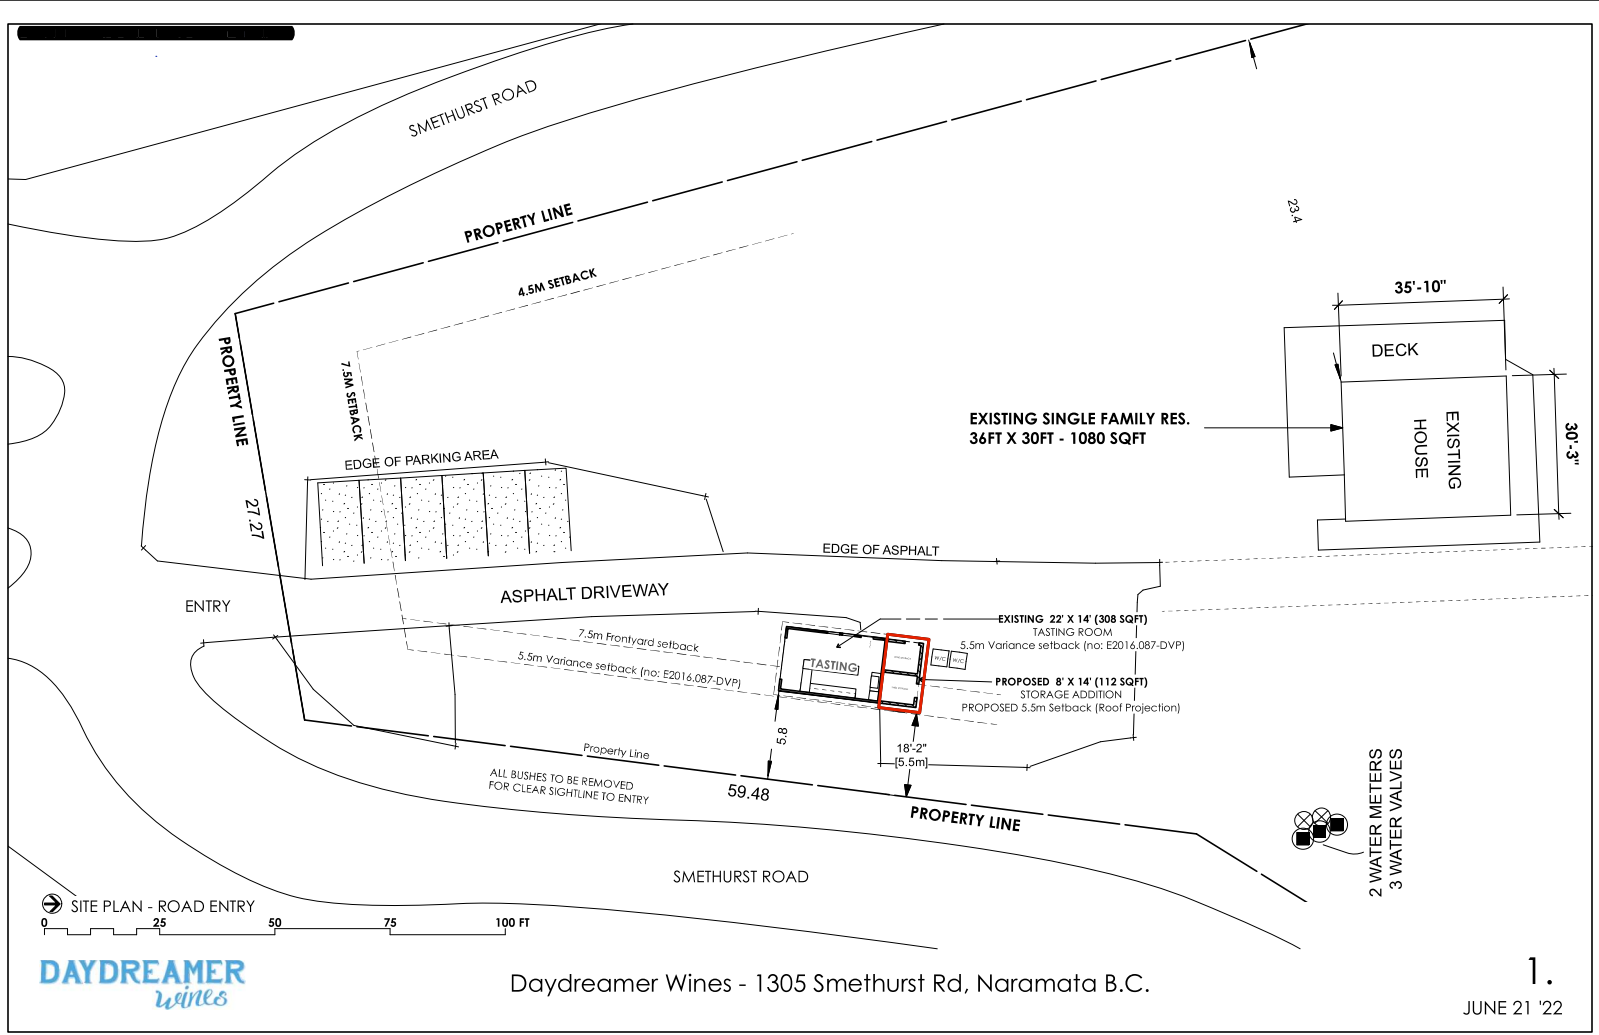 SMETHURST ROAD
PROPERTY LINE
4.5M SETBACK
23.4
35'-10"
DECK
PROPERTY LINE
7.5M SETBACK
EXISTING SINGLE FAMILY RES.
36FT X 30FT - 1080 SQFT
EXISTING
HOUSE
30'-3"
EDGE OF PARKING AREA
27.27
EDGE OF ASPHALT
ASPHALT DRIVEWAY
ENTRY
EXISTING 22' X 14' (308 SQFT)
TASTING ROOM
5.5m Variance setback (no: E2016.087-DVP)
7.5m Frontyard setback
5.5m Variance setback (no: E2016.087-DVP)
TASTING
W/C
W/C
PROPOSED 8' X 14' (112 SQFT)
STORAGE ADDITION
PROPOSED 5.5m Setback (Roof Projection)
5.8
18'-2"
[5.5m]
Property Line
ALL BUSHES TO BE REMOVED
FOR CLEAR SIGHTLINE TO ENTRY
59.48
PROPERTY LINE
2 WATER METERS
3 WATER VALVES
SMETHURST ROAD
SITE PLAN - ROAD ENTRY
0 25 50 75 100 FT
DAYDREAMER
wines
Daydreamer Wines - 1305 Smethurst Rd, Naramata B.C.
1.
JUNE 21 '22